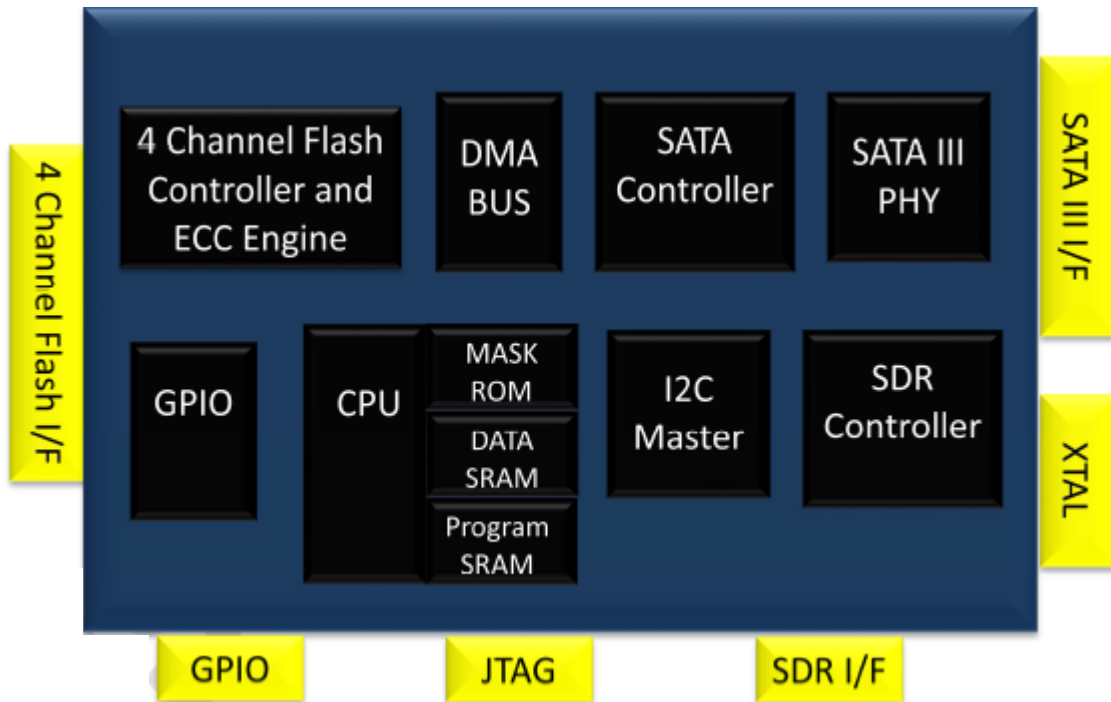 4 Channel Flash
Controller and
ECC Engine
DMA
BUS
SATA
Controller
SATA III
PHY
SATA III I/F
4 Channel Flash I/F
GPIO
CPU
MASK
ROM
DATA
SRAM
Program
SRAM
I2C
Master
SDR
Controller
XTAL
GPIO
JTAG
SDR I/F